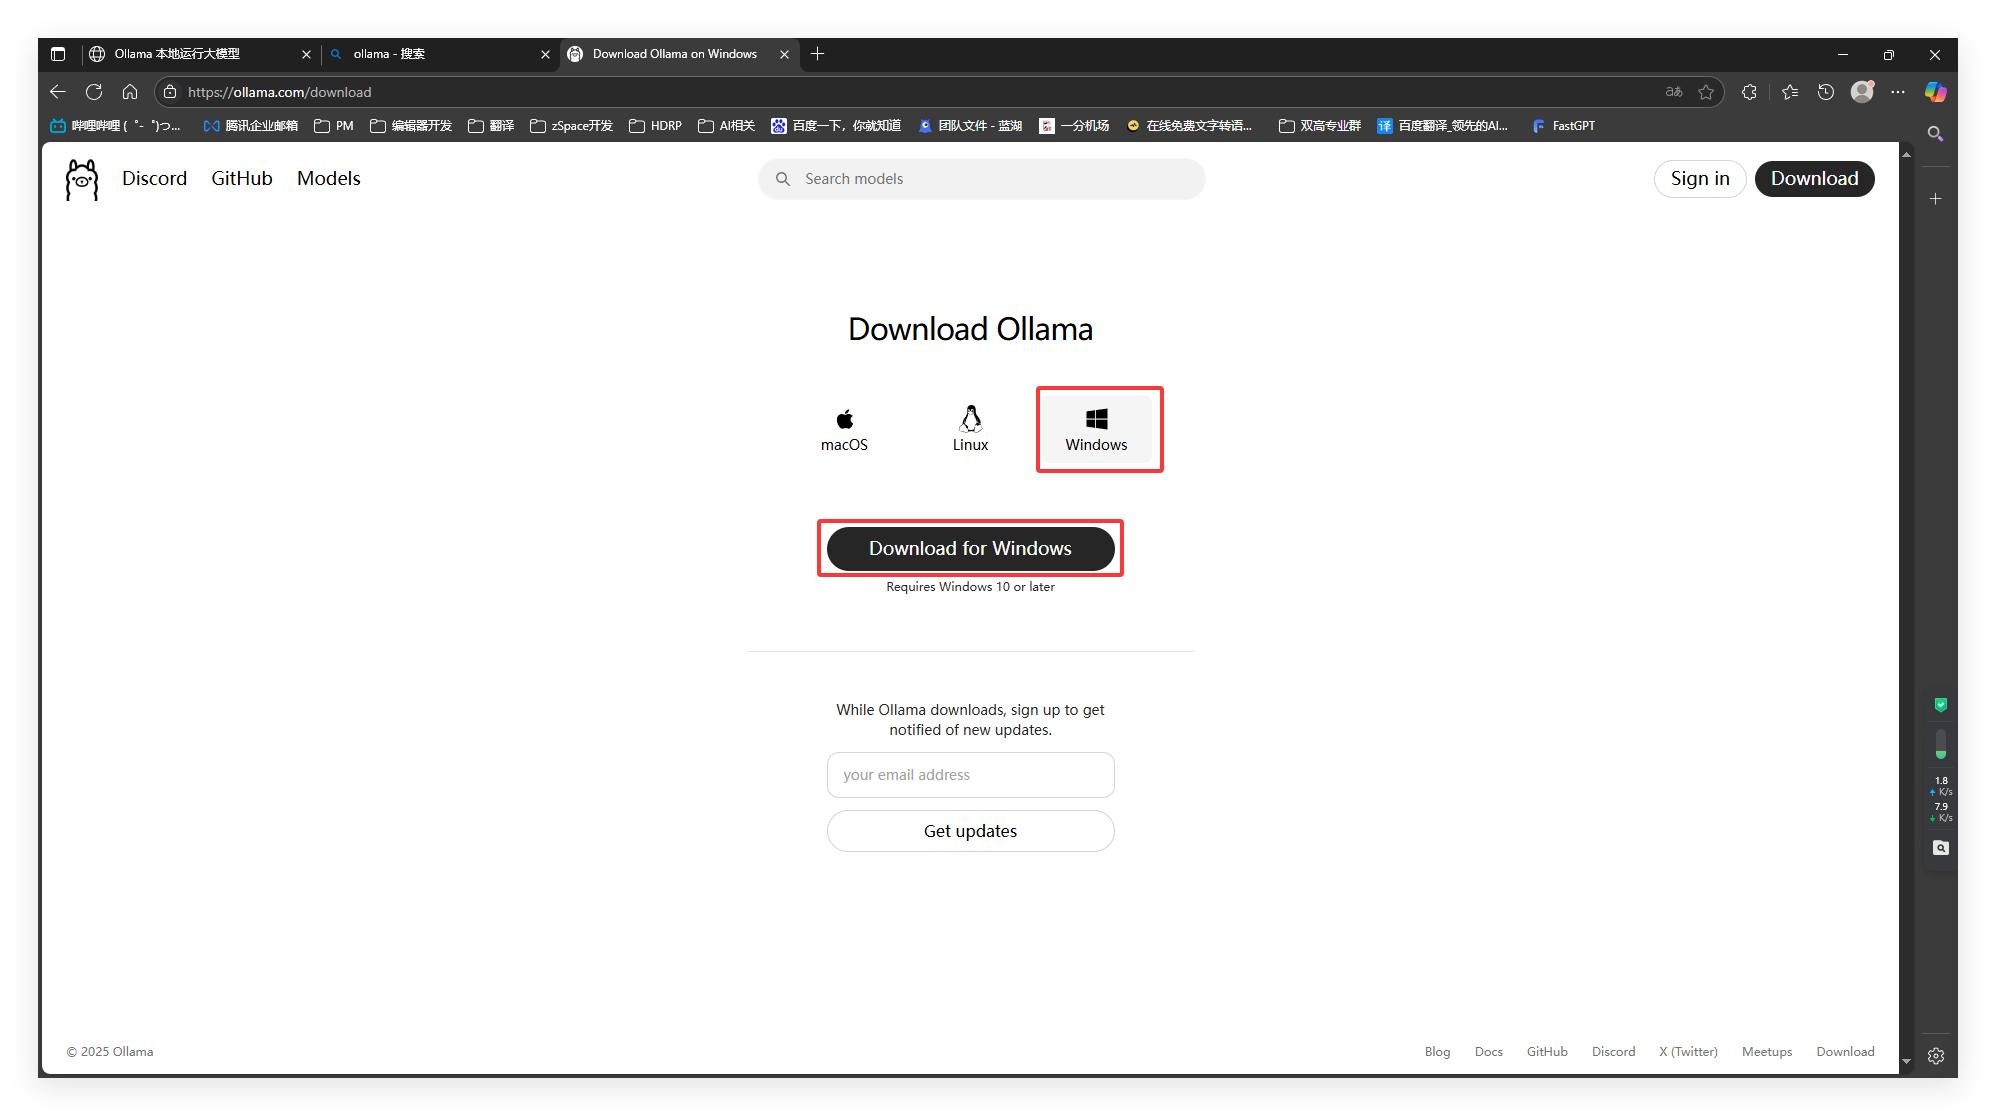 Ollama 本地运行大模型
ollama - 搜索
Download Ollama on Windows
https://ollama.com/download
aあ
哔哩哔哩 ( ゜- ゜)つ...
腾讯企业邮箱
PM
编辑器开发
翻译
zSpace开发
HDRP
AI相关
百度一下，你就知道
团队文件 - 蓝湖
一分机场
在线免费文字转语...
双高专业群
译
百度翻译_领先的AI...
FastGPT
Discord
GitHub
Models
Search models
Sign in
Download
Download Ollama
macOS
Linux
Windows
Download for Windows
Requires Windows 10 or later
While Ollama downloads, sign up to get
notified of new updates.
your email address
Get updates
1.8
K/s
7.9
K/s
© 2025 Ollama
Blog
Docs
GitHub
Discord
X (Twitter)
Meetups
Download